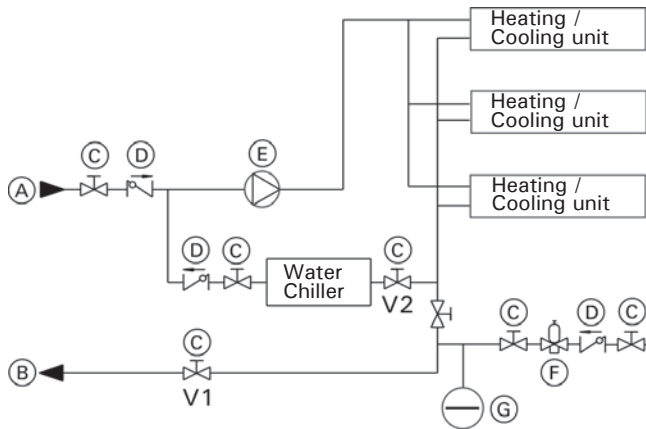 Heating /
Cooling unit
Heating /
Cooling unit
C
D
E
A
Heating /
Cooling unit
D
C
Water
Chiller
C
V2
C
D
C
F
C
B
V1
G